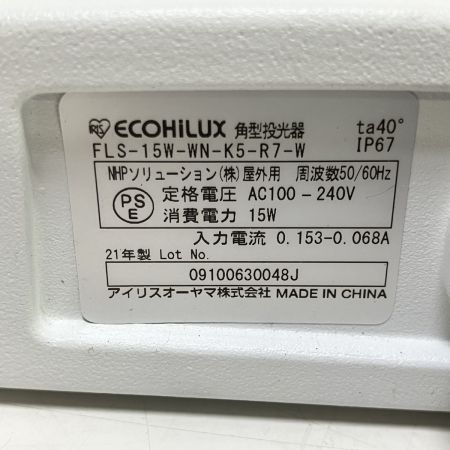 IRIS ECOHiLUX 角型投光器 ta40°
FLS-15W-WN-K5-R7-W IP67
NHPソリューション(株) 屋外用 周波数50/60Hz
PSE 定格電圧 AC100-240V
消費電力 15W
入力電流 0.153-0.068A
21年製 Lot No.
09100630048J
アイリスオーヤマ株式会社 MADE IN CHINA